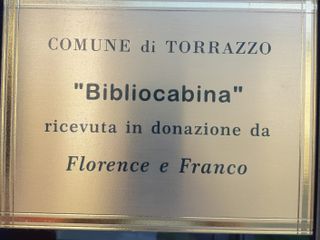 COMUNE di TORRAZZO
"Bibliocabina"
ricevuta in donazione da
Florence e Franco